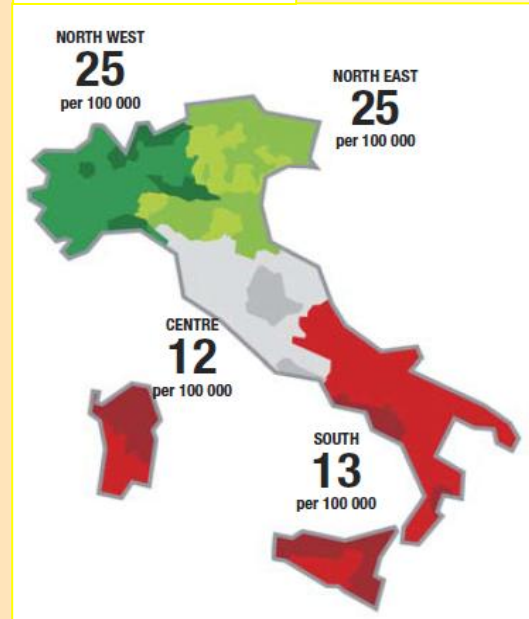 NORTH WEST
25
per 100 000
NORTH EAST
25
per 100 000
CENTRE
12
per 100 000
SOUTH
13
per 100 000